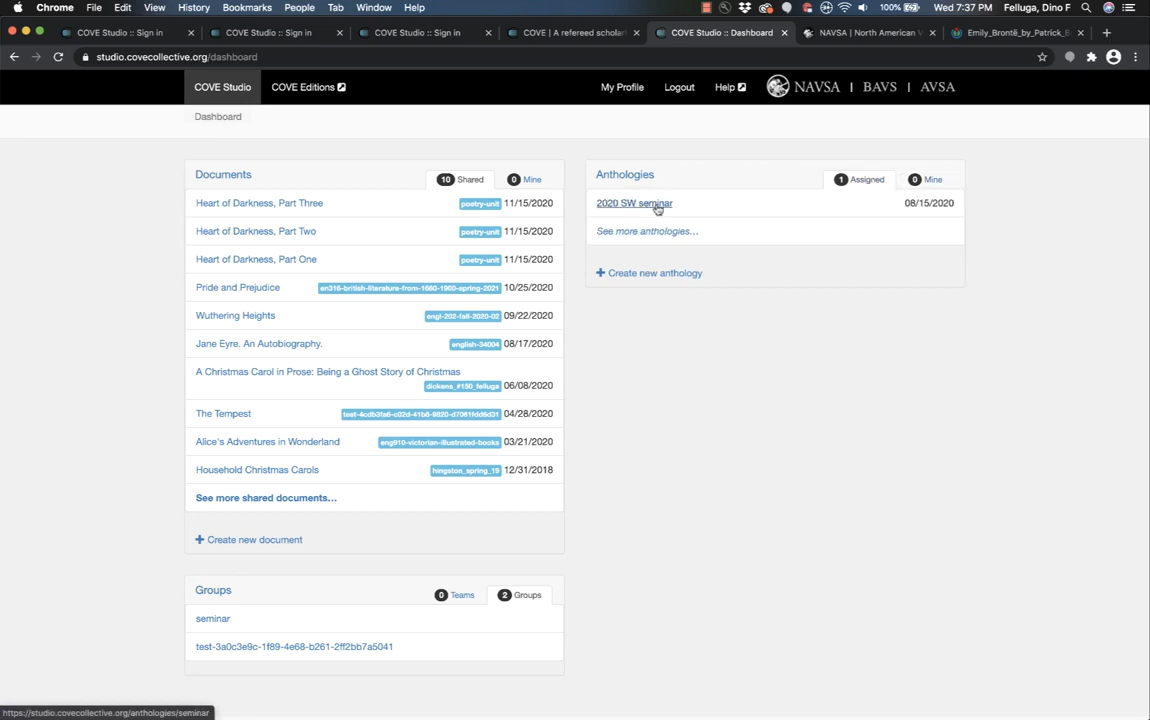 Chrome File Edit View History Bookmarks People Tab Window Help 100% Wed 7:37 PM Felluga, Dino F
COVE Studio :: Sign in COVE Studio :: Sign in COVE Studio :: Sign in COVE | A refereed scholar COVE Studio :: Dashboard NAVSA | North American V Emily_Brontë_by_Patrick_B
studio.covecollective.org/dashboard
COVE Studio COVE Editions My Profile Logout Help NAVSA | BAVS | AVSA
Dashboard
Documents 10 Shared 0 Mine
Heart of Darkness, Part Three poetry-unit 11/15/2020
Heart of Darkness, Part Two poetry-unit 11/15/2020
Heart of Darkness, Part One poetry-unit 11/15/2020
Pride and Prejudice en316-british-literature-from-1660-1900-spring-2021 10/25/2020
Wuthering Heights engl-202-fall-2020-02 09/22/2020
Jane Eyre. An Autobiography. english-34004 08/17/2020
A Christmas Carol in Prose: Being a Ghost Story of Christmas
dickens_#150_felluga 06/08/2020
The Tempest 04/28/2020
Alice's Adventures in Wonderland eng910-victorian-illustrated-books 03/21/2020
Household Christmas Carols hingston_spring_19 12/31/2018
See more shared documents...
+ Create new document
Groups 0 Teams 2 Groups
seminar
test-3a0c3e9c-1f89-4e68-b261-2ff2bb7a5041
Anthologies 1 Assigned 0 Mine
2020 SW seminar 08/15/2020
See more anthologies...
+ Create new anthology
https://studio.covecollective.org/anthologies/seminar